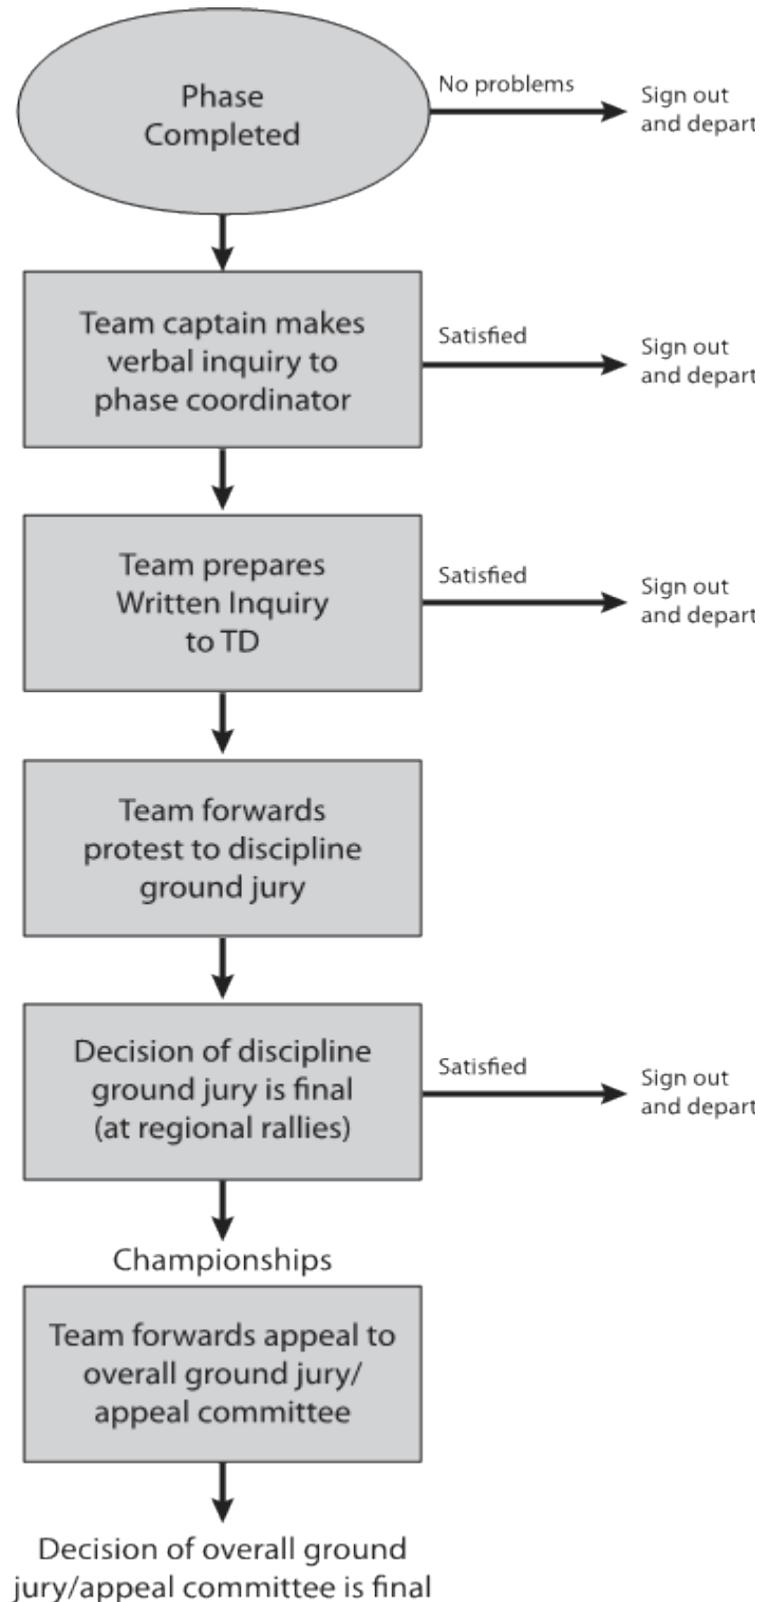 Phase
Completed
No problems
Sign out
and depart
Team captain makes
verbal inquiry to
phase coordinator
Satisfied
Sign out
and depart
Team prepares
Written Inquiry
to TD
Satisfied
Sign out
and depart
Team forwards
protest to discipline
ground jury
Decision of discipline
ground jury is final
(at regional rallies)
Satisfied
Sign out
and depart
Championships
Team forwards appeal to
overall ground jury/
appeal committee
Decision of overall ground
jury/appeal committee is final